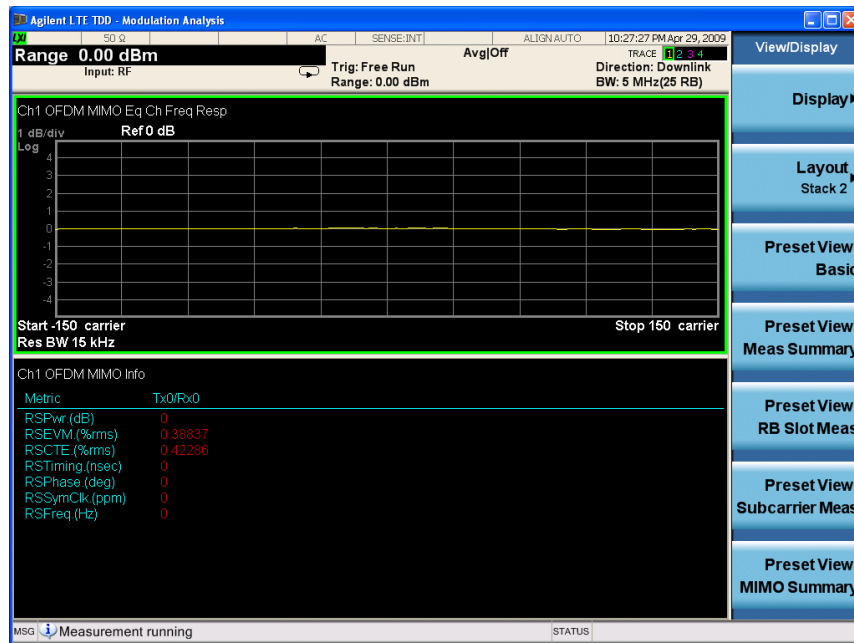 Agilent LTE TDD - Modulation Analysis
LXI 50 Ω AC SENSE:INT ALIGN AUTO 10:27:27 PM Apr 29, 2009
Range 0.00 dBm
Input: RF
Trig: Free Run
Range: 0.00 dBm
Avg|Off
TRACE 1 2 3 4
Direction: Downlink
BW: 5 MHz(25 RB)
Ch1 OFDM MIMO Eq Ch Freq Resp
1 dB/div Ref 0 dB
Log
4
3
2
1
0
-1
-2
-3
-4
Start -150 carrier Stop 150 carrier
Res BW 15 kHz
Ch1 OFDM MIMO Info
Metric Tx0/Rx0
RSPwr.(dB) 0
RSEVM.(%rms) 0.38837
RSCTE.(%rms) 0.42286
RSTiming.(nsec) 0
RSPhase.(deg) 0
RSSymClk.(ppm) 0
RSFreq.(Hz) 0
MSG Measurement running STATUS
View/Display
Display
Layout
Stack 2
Preset View
Basic
Preset View
Meas Summary
Preset View
RB Slot Meas
Preset View
Subcarrier Meas
Preset View
MIMO Summary